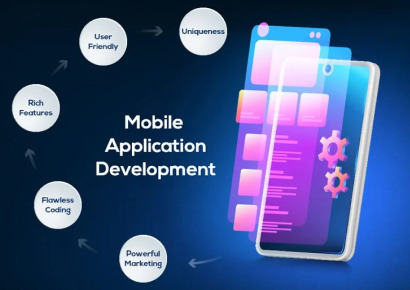 Uniqueness
User
Friendly
Rich
Features
Mobile
Application
Development
Flawless
Coding
Powerful
Marketing